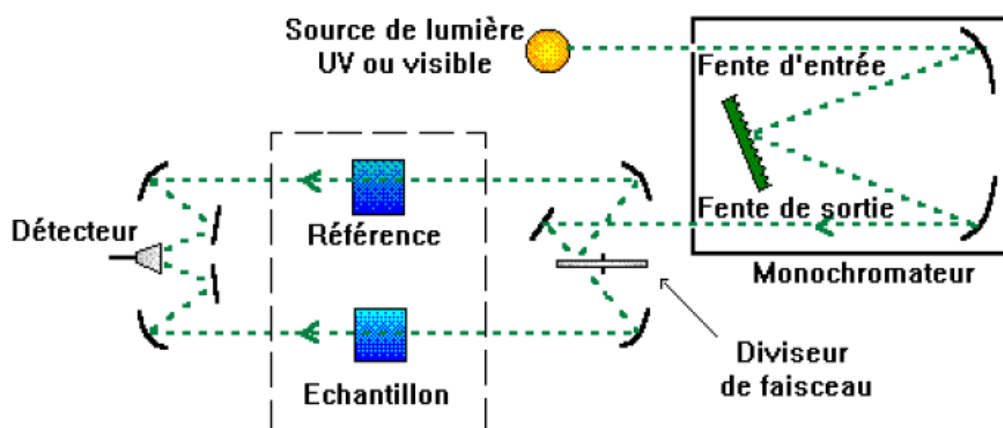 Source de lumière
UV ou visible
Fente d'entrée
Fente de sortie
Monochromateur
Référence
Détecteur
Echantillon
Diviseur
de faisceau